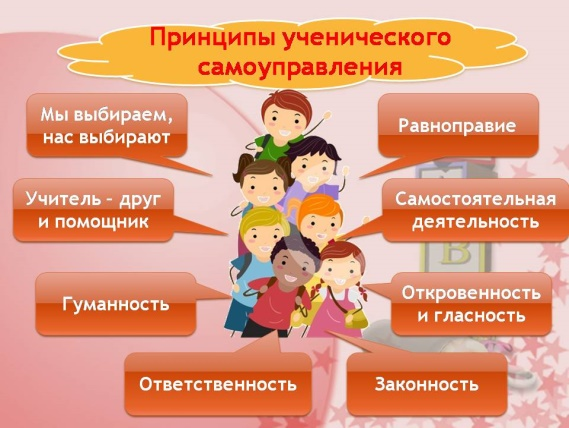 Принципы ученического
самоуправления
Мы выбираем,
нас выбирают
Равноправие
Учитель – друг
и помощник
Самостоятельная
деятельность
Гуманность
Откровенность
и гласность
Ответственность
Законность
B